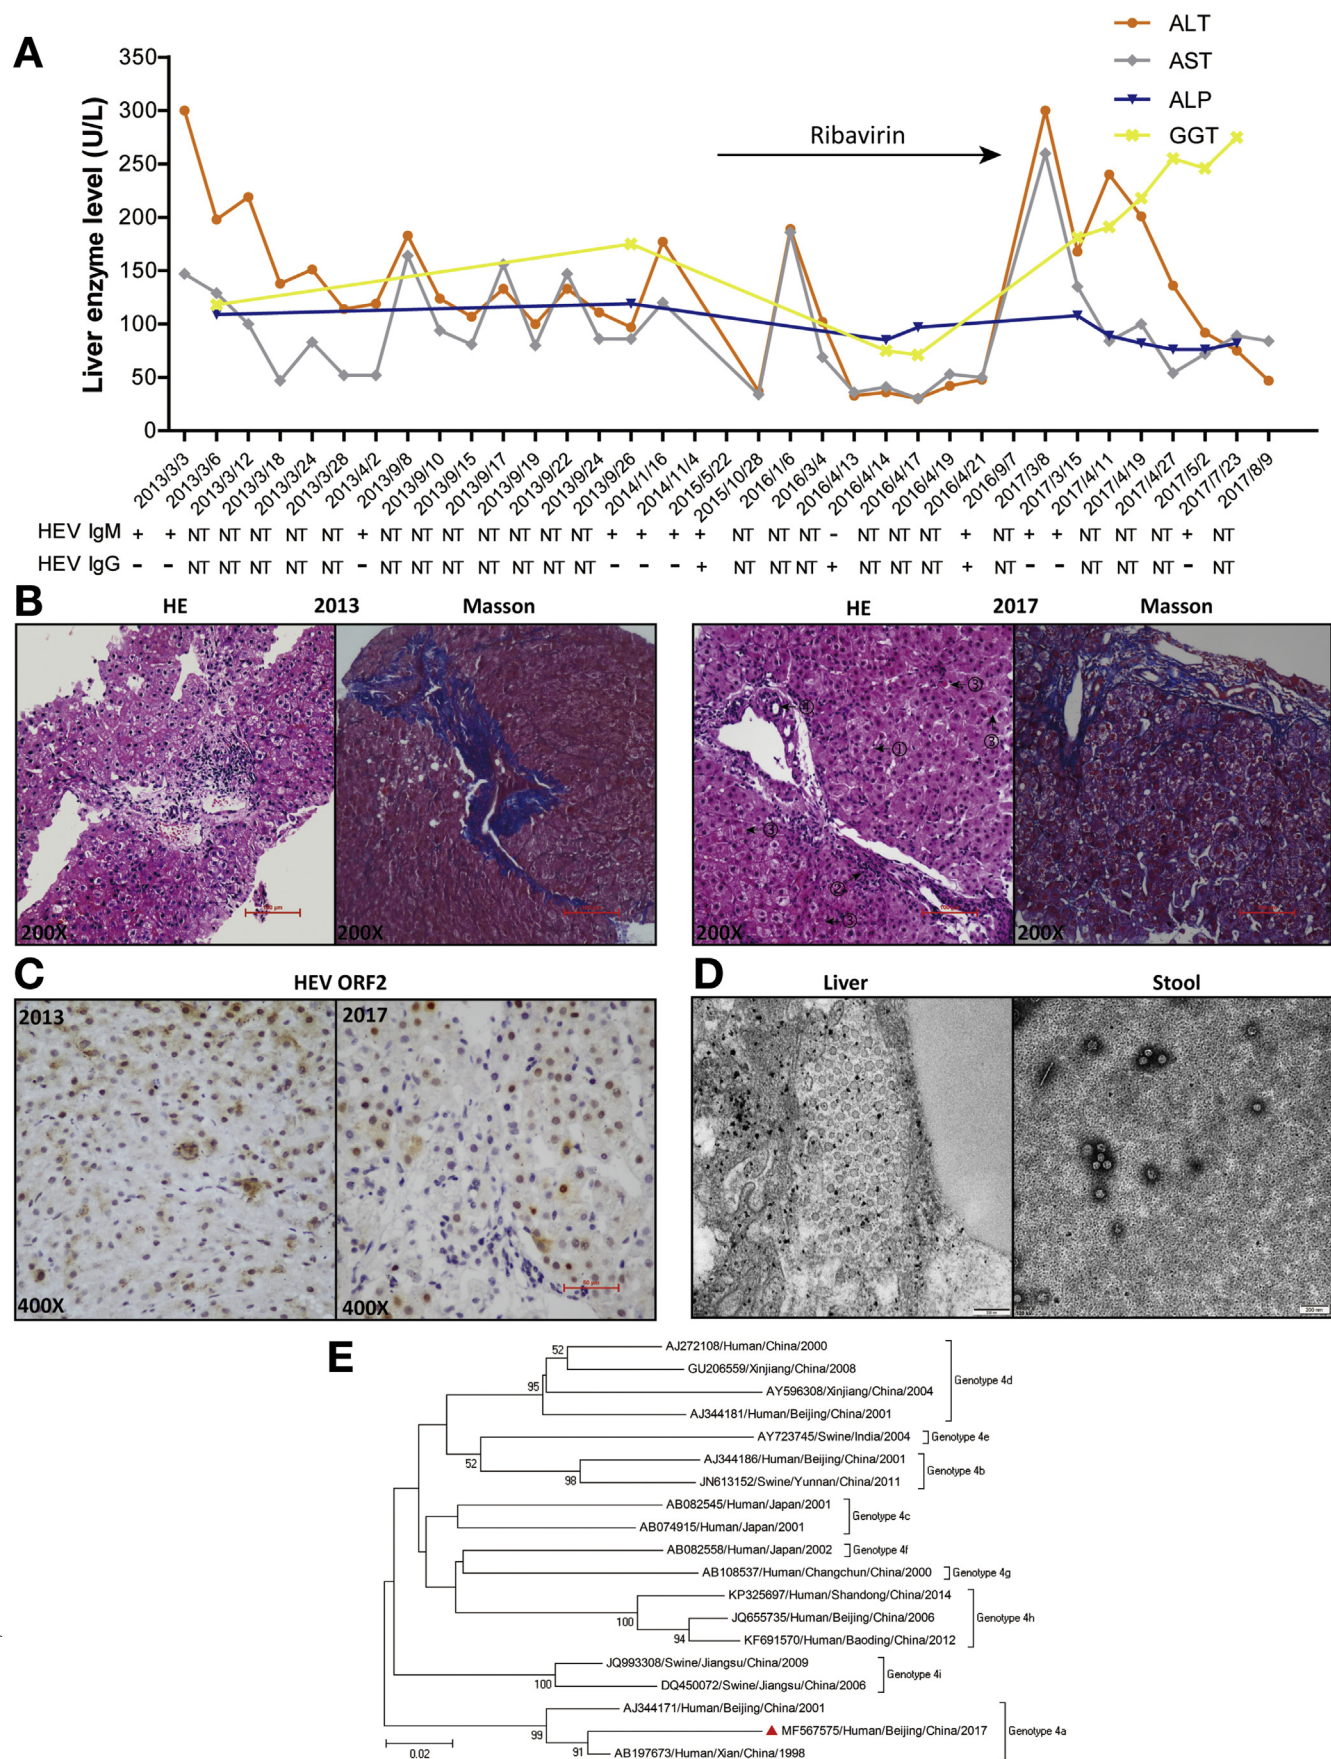 A
ALT
AST
ALP
GGT
Ribavirin
Liver enzyme level (U/L)
350
300
250
200
150
100
50
0
2013/3/3 2013/3/6 2013/3/12 2013/3/18 2013/3/24 2013/3/28 2013/4/2 2013/9/8 2013/9/10 2013/9/15 2013/9/17 2013/9/19 2013/9/22 2013/9/24 2013/9/26 2014/1/16 2014/11/4 2015/5/22 2015/10/28 2016/1/6 2016/3/4 2016/4/13 2016/4/14 2016/4/17 2016/4/19 2016/4/21 2016/9/7 2017/3/8 2017/3/15 2017/4/11 2017/4/19 2017/4/27 2017/5/2 2017/7/23 2017/8/9
HEV IgM + + NT NT NT NT NT + NT NT NT NT NT NT NT + + + + NT NT NT - NT NT NT + NT + + NT NT NT + NT
HEV IgG - - NT NT NT NT NT - NT NT NT NT NT NT NT - - - + NT NT NT + NT NT NT + NT - - NT NT NT - NT
B
HE 2013 Masson
HE 2017 Masson
③
④
①
③
③
②
③
200X
200X
200X
200X
C
HEV ORF2
2013
2017
400X
400X
50 μm
D
Liver
Stool
200 nm
E
52
AJ272108/Human/China/2000
GU206559/Xinjiang/China/2008
95
AY596308/Xinjiang/China/2004
AJ344181/Human/Beijing/China/2001
Genotype 4d
AY723745/Swine/India/2004
Genotype 4e
52
AJ344186/Human/Beijing/China/2001
98
JN613152/Swine/Yunnan/China/2011
Genotype 4b
AB082545/Human/Japan/2001
AB074915/Human/Japan/2001
Genotype 4c
AB082558/Human/Japan/2002
Genotype 4f
AB108537/Human/Changchun/China/2000
Genotype 4g
KP325697/Human/Shandong/China/2014
100
JQ655735/Human/Beijing/China/2006
94
KF691570/Human/Baoding/China/2012
Genotype 4h
JQ993308/Swine/Jiangsu/China/2009
100
DQ450072/Swine/Jiangsu/China/2006
Genotype 4i
AJ344171/Human/Beijing/China/2001
99
MF567575/Human/Beijing/China/2017
91
AB197673/Human/Xian/China/1998
Genotype 4a
0.02